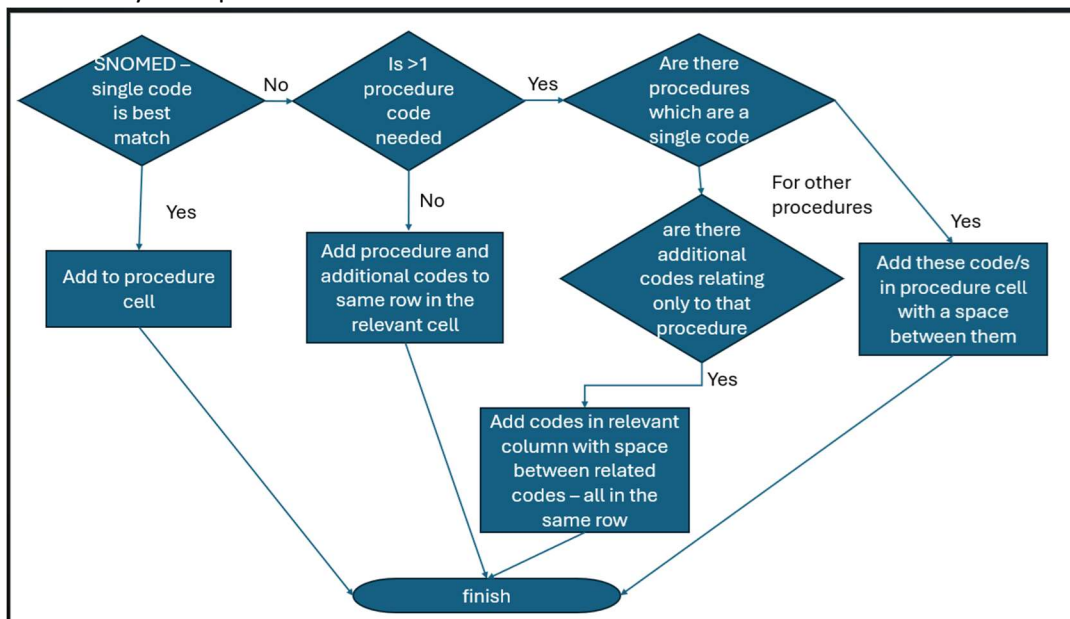 SNOMED –
single code
is best
match
No
Is >1
procedure
code
needed
Yes
Are there
procedures
which are a
single code
Yes
No
For other
procedures
Yes
Add to procedure
cell
Add procedure and
additional codes to
same row in the
relevant cell
are there
additional
codes relating
only to that
procedure
Add these code/s
in procedure cell
with a space
between them
Yes
Add codes in relevant
column with space
between related
codes – all in the
same row
finish